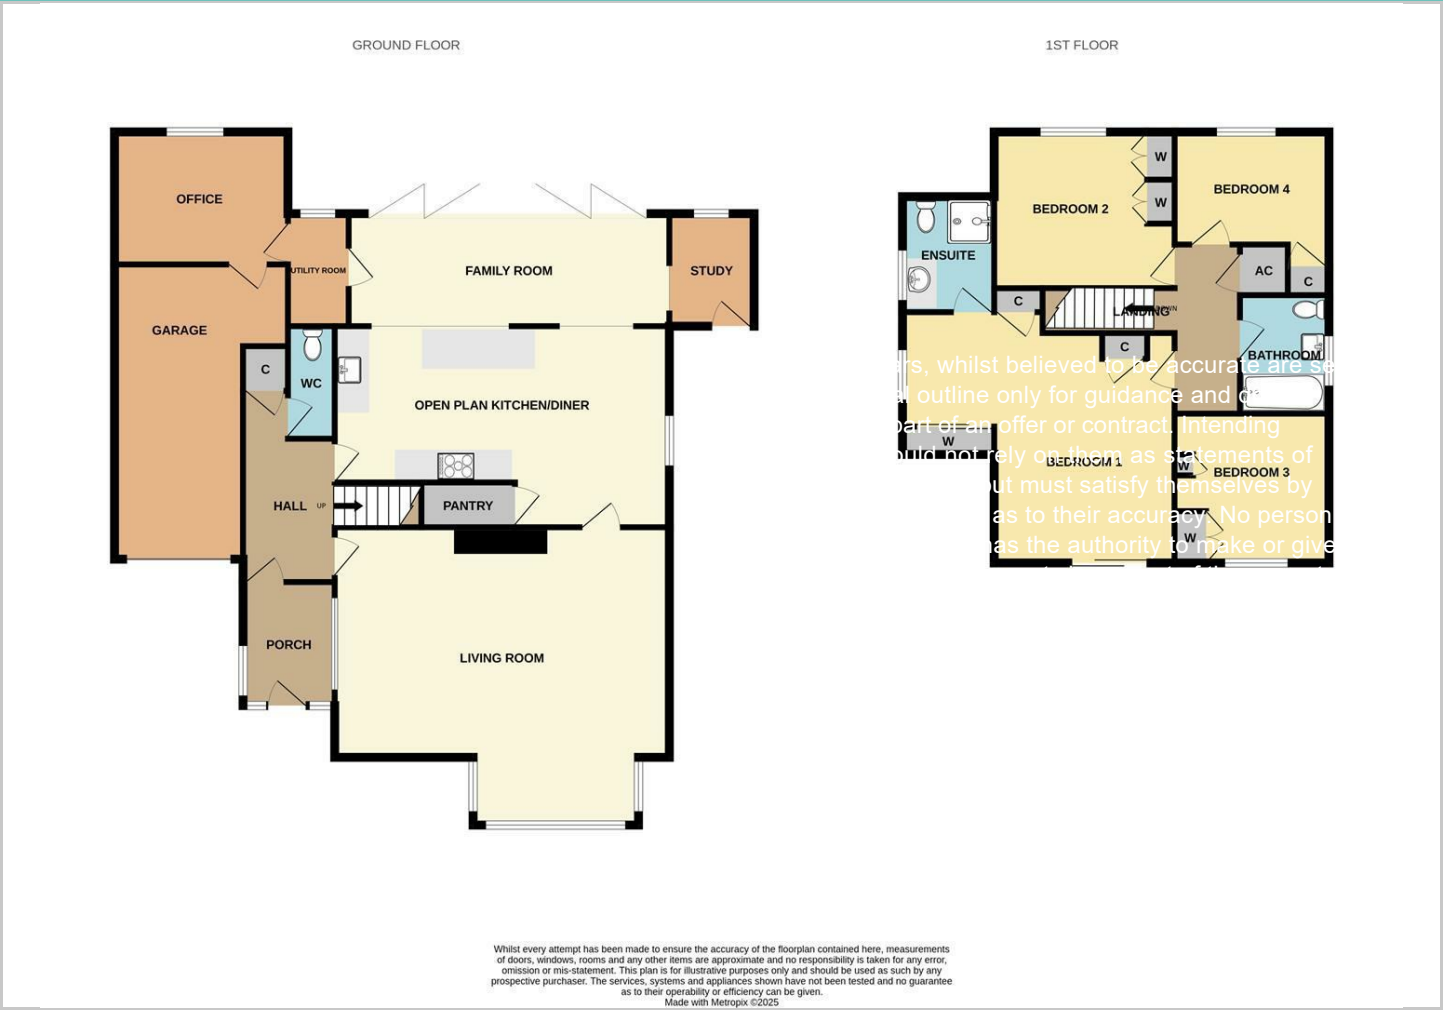 GROUND FLOOR
1ST FLOOR
OFFICE
UTILITY ROOM
FAMILY ROOM
STUDY
GARAGE
C
WC
OPEN PLAN KITCHEN/DINER
HALL
UP
PANTRY
PORCH
LIVING ROOM
W
W
BEDROOM 2
BEDROOM 4
ENSUITE
AC
C
C
LANDING
DOWN
C
BATHROOM
W
BEDROOM 1
W
BEDROOM 3
W
whilst believed to be accurate are
outline only for guidance and
part of an offer or contract. Intending
not rely on them as statements of
but must satisfy themselves by
as to their accuracy. No person
has the authority to make or give
Whilst every attempt has been made to ensure the accuracy of the floorplan contained here, measurements
of doors, windows, rooms and any other items are approximate and no responsibility is taken for any error,
omission or mis-statement. This plan is for illustrative purposes only and should be used as such by any
prospective purchaser. The services, systems and appliances shown have not been tested and no guarantee
as to their operability or efficiency can be given.
Made with Metropix ©2025